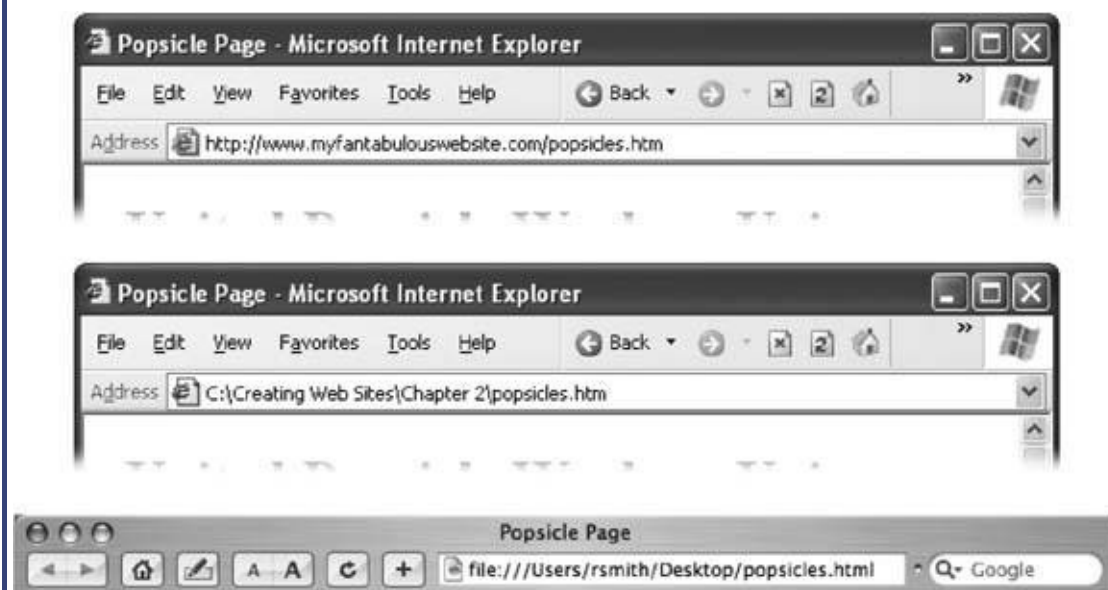 Popsicle Page - Microsoft Internet Explorer
File Edit View Favorites Tools Help Back »
Address http://www.myfantabulouswebsite.com/popsicles.htm
Popsicle Page - Microsoft Internet Explorer
File Edit View Favorites Tools Help Back »
Address C:\Creating Web Sites\Chapter 2\popsicles.htm
Popsicle Page
A A file:///Users/rsmith/Desktop/popsicles.html Google